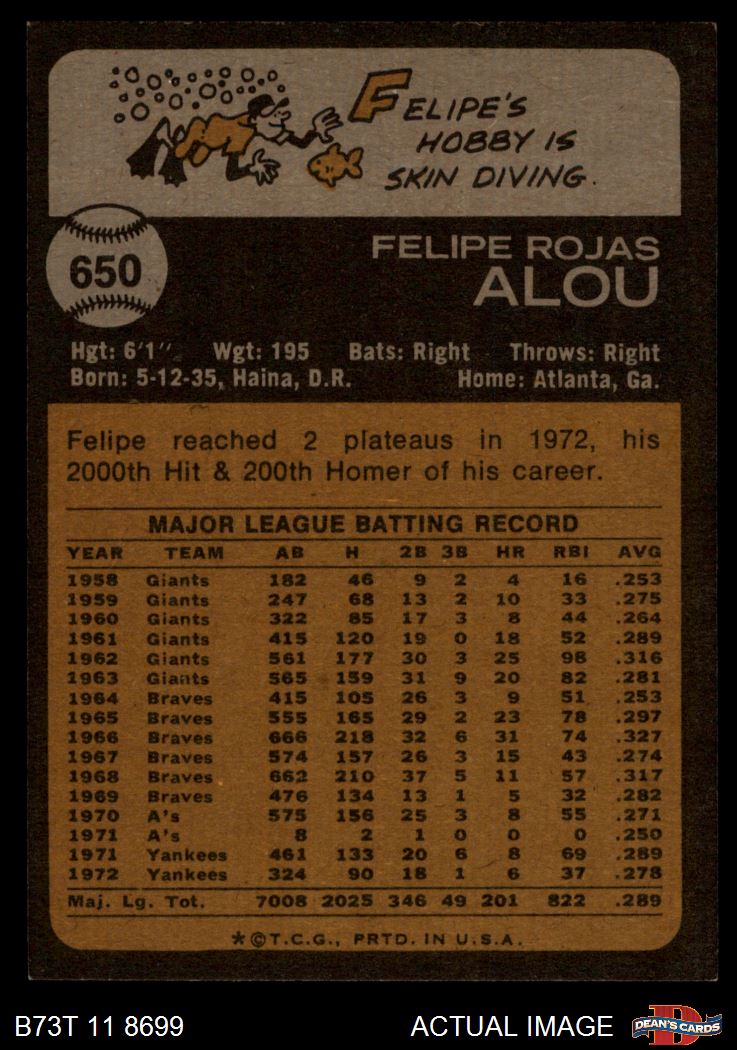 FELIPE'S
HOBBY IS
SKIN DIVING.
650
FELIPE ROJAS
ALOU
Hgt: 6'1" Wgt: 195 Bats: Right Throws: Right
Born: 5-12-35, Haina, D.R. Home: Atlanta, Ga.
Felipe reached 2 plateaus in 1972, his
2000th Hit & 200th Homer of his career.
MAJOR LEAGUE BATTING RECORD
YEAR TEAM AB H 2B 3B HR RBI AVG
1958 Giants 182 46 9 2 4 16 .253
1959 Giants 247 68 13 2 10 33 .275
1960 Giants 322 85 17 3 8 44 .264
1961 Giants 415 120 19 0 18 52 .289
1962 Giants 561 177 30 3 25 98 .316
1963 Giants 565 159 31 9 20 82 .281
1964 Braves 415 105 26 3 9 51 .253
1965 Braves 555 165 29 2 23 78 .297
1966 Braves 666 218 32 6 31 74 .327
1967 Braves 574 157 26 3 15 43 .274
1968 Braves 662 210 37 5 11 57 .317
1969 Braves 476 134 13 1 5 32 .282
1970 A's 575 156 25 3 8 55 .271
1971 A's 8 2 1 0 0 0 .250
1971 Yankees 461 133 20 6 8 69 .289
1972 Yankees 324 90 18 1 6 37 .278
Maj. Lg. Tot. 7008 2025 346 49 201 822 .289
*©T.C.G., PRTD. IN U.S.A.
B73T 11 8699 ACTUAL IMAGE DEAN'S CARDS